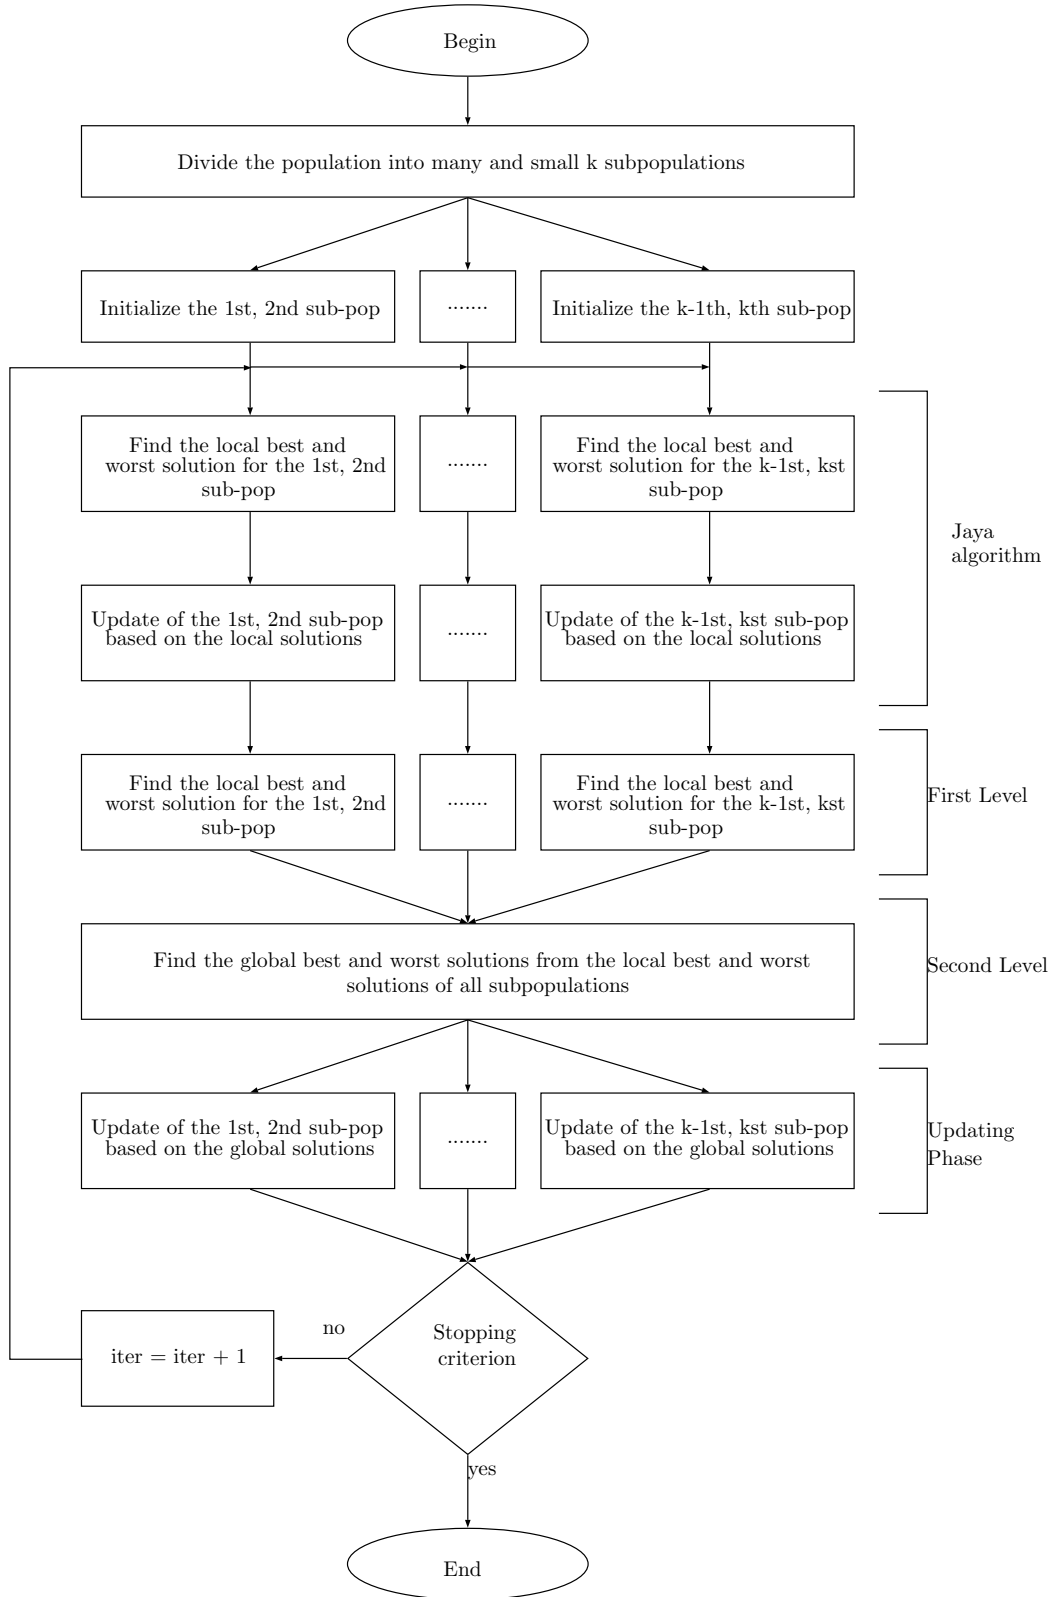 Begin
Divide the population into many and small k subpopulations
Initialize the 1st, 2nd sub-pop
.......
Initialize the k-1th, kth sub-pop
Find the local best and
worst solution for the 1st, 2nd
sub-pop
.......
Find the local best and
worst solution for the k-1st, kst
sub-pop
Jaya
algorithm
Update of the 1st, 2nd sub-pop
based on the local solutions
.......
Update of the k-1st, kst sub-pop
based on the local solutions
Find the local best and
worst solution for the 1st, 2nd
sub-pop
.......
Find the local best and
worst solution for the k-1st, kst
sub-pop
First Level
Find the global best and worst solutions from the local best and worst
solutions of all subpopulations
Second Level
Update of the 1st, 2nd sub-pop
based on the global solutions
.......
Update of the k-1st, kst sub-pop
based on the global solutions
Updating
Phase
Stopping
criterion
no
iter = iter + 1
yes
End